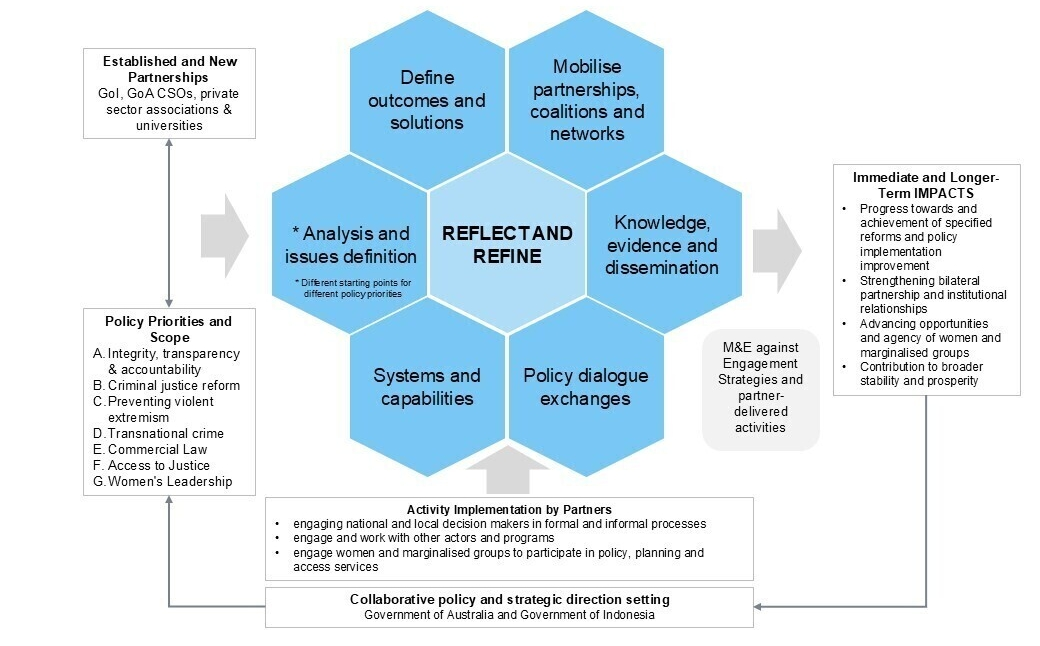 Established and New
Partnerships
GoI, GoA CSOs, private
sector associations &
universities
Policy Priorities and
Scope
A. Integrity, transparency
& accountability
B. Criminal justice reform
C. Preventing violent
extremism
D. Transnational crime
E. Commercial Law
F. Access to Justice
G. Women's Leadership
Define
outcomes and
solutions
Mobilise
partnerships,
coalitions and
networks
* Analysis and
issues definition
* Different starting points for
different policy priorities
REFLECT AND
REFINE
Knowledge,
evidence and
dissemination
Systems and
capabilities
Policy dialogue
exchanges
Immediate and Longer-
Term IMPACTS
• Progress towards and
achievement of specified
reforms and policy
implementation
improvement
• Strengthening bilateral
partnership and institutional
relationships
• Advancing opportunities
and agency of women and
marginalised groups
• Contribution to broader
stability and prosperity
M&E against
Engagement
Strategies and
partner-
delivered
activities
Activity Implementation by Partners
• engaging national and local decision makers in formal and informal processes
• engage and work with other actors and programs
• engage women and marginalised groups to participate in policy, planning and
access services
Collaborative policy and strategic direction setting
Government of Australia and Government of Indonesia